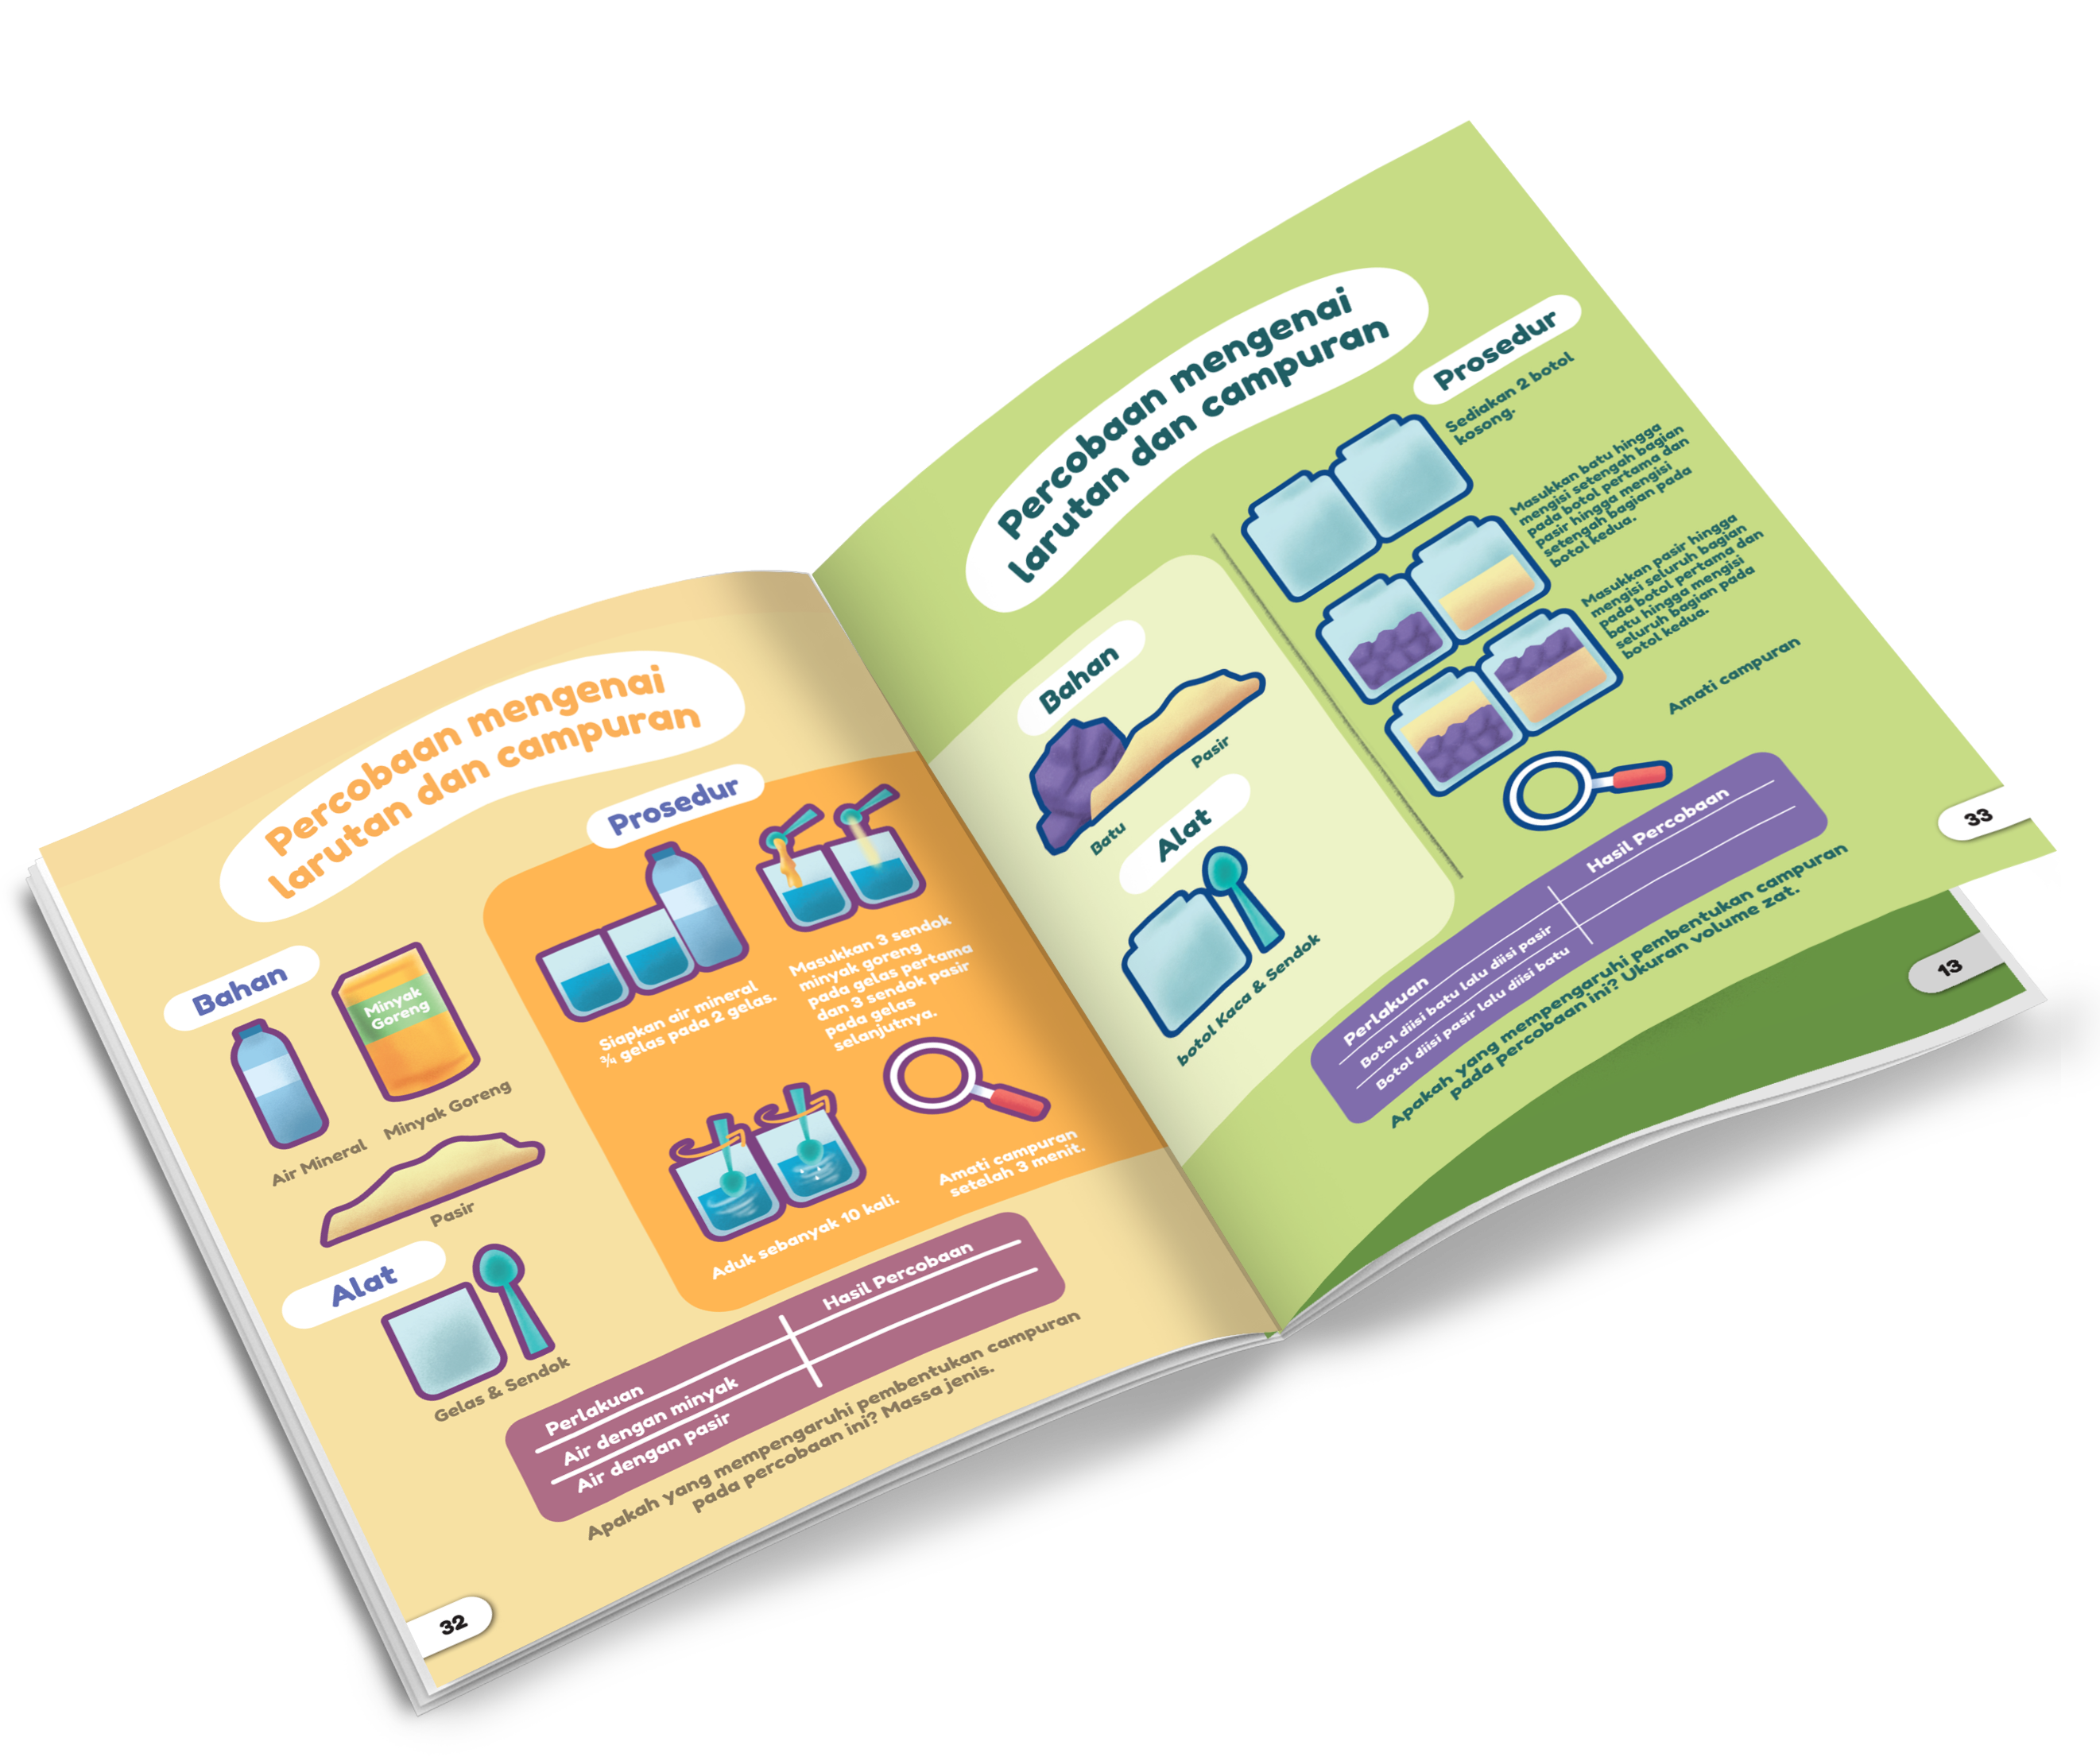 Percobaan mengenai
larutan dan campuran
Bahan
Minyak
Goreng
Air Mineral
Minyak Goreng
Pasir
Alat
Gelas & Sendok
Prosedur
Siapkan air mineral
¾ gelas pada 2 gelas.
Masukkan 3 sendok
minyak goreng
pada gelas pertama
dan 3 sendok pasir
pada gelas
selanjutnya.
Aduk sebanyak 10 kali.
Amati campuran
setelah 3 menit.
Perlakuan
Hasil Percobaan
Air dengan minyak
Air dengan pasir
Apakah yang mempengaruhi pembentukan campuran
pada percobaan ini? Massa jenis.
32
Percobaan mengenai
larutan dan campuran
Bahan
Batu
Pasir
Alat
botol Kaca & Sendok
Prosedur
Sediakan 2 botol
kosong.
Masukkan batu hingga
mengisi setengah bagian
pada botol pertama dan
pasir hingga mengisi
setengah bagian pada
botol kedua.
Masukkan pasir hingga
mengisi seluruh bagian
pada botol pertama dan
batu hingga mengisi
seluruh bagian pada
botol kedua.
Amati campuran
Perlakuan
Hasil Percobaan
Botol diisi batu lalu diisi pasir
Botol diisi pasir lalu diisi batu
Apakah yang mempengaruhi pembentukan campuran
pada percobaan ini? Ukuran volume zat.
33
13